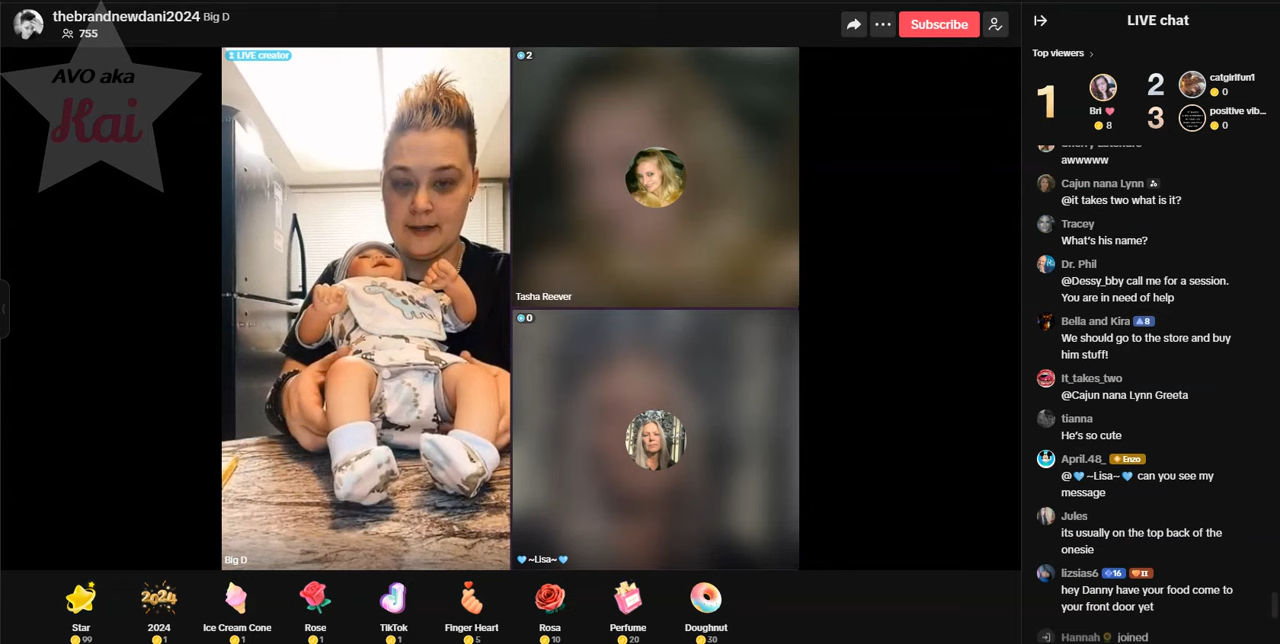 thebrandnewdani2024 Big D
755
Subscribe
AVO aka
Kai
LIVE creator
2
Tasha Reever
0
Big D
~Lisa~
Star
99
2024
2024
1
Ice Cream Cone
1
Rose
1
TikTok
1
Finger Heart
5
Rosa
10
Perfume
20
Doughnut
30
LIVE chat
Top viewers
1
Bri
8
2
catgirlfun1
0
3
positive vib...
0
awwwww
Cajun nana Lynn
@it takes two what is it?
Tracey
What's his name?
Dr. Phil
@Dessy_bby call me for a session.
You are in need of help
Bella and Kira 8
We should go to the store and buy
him stuff!
It_takes_two
@Cajun nana Lynn Greeta
tianna
He's so cute
April.48_ Enzo
@💙~Lisa~💙 can you see my
message
Jules
its usually on the top back of the
onesie
lizsias6 16 II
hey Danny have your food come to
your front door yet
Hannah joined